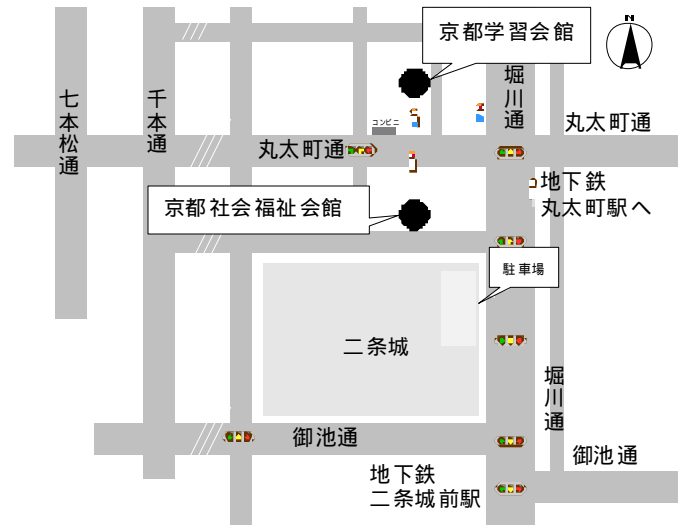 N
京都学習会館
七本松通
千本通
堀川通
コンビニ
丸太町通
丸太町通
地下鉄
丸太町駅へ
京都社会福祉会館
駐車場
二条城
堀川通
御池通
御池通
地下鉄
二条城前駅